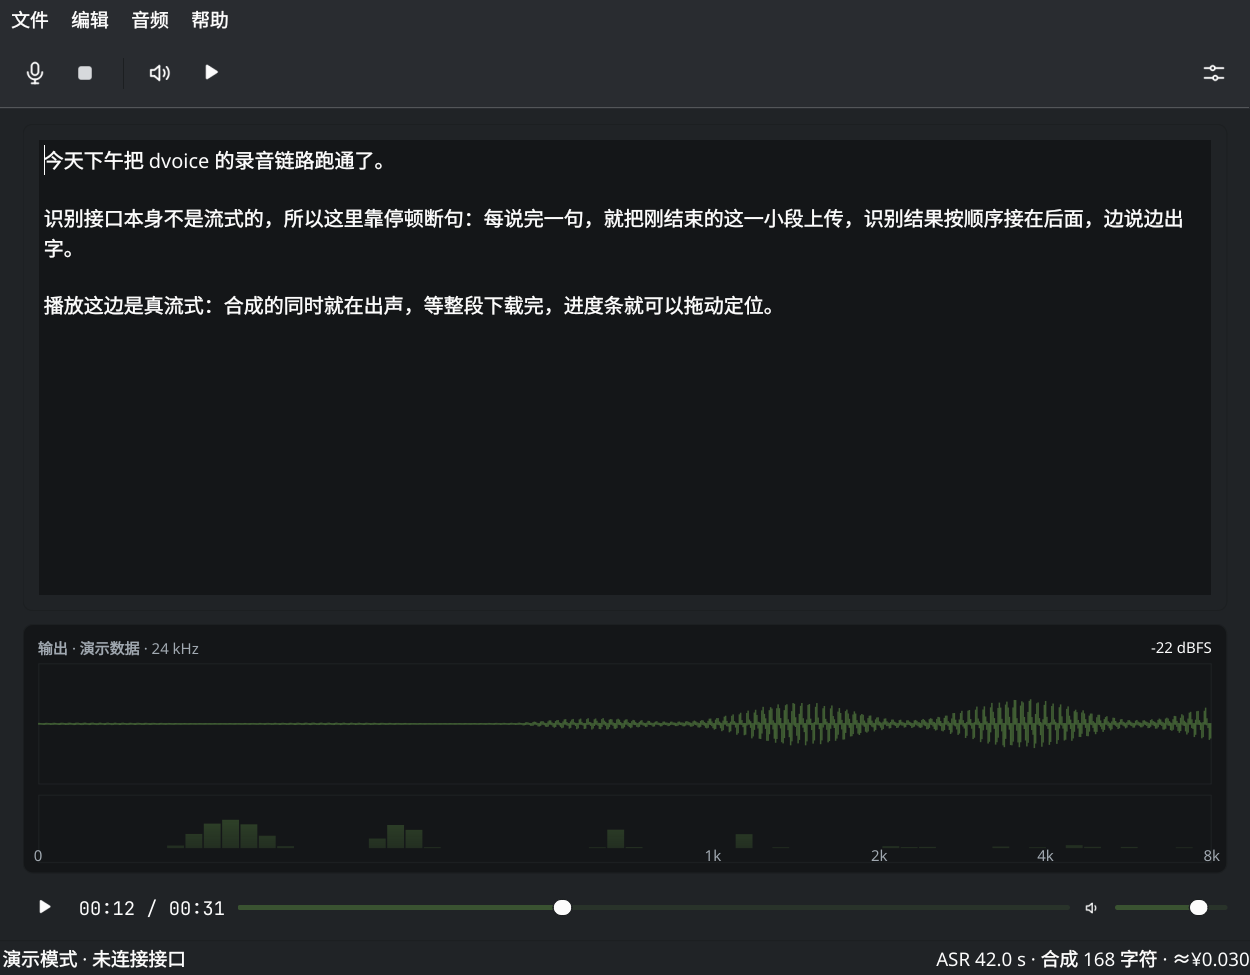 文件 编辑 音频 帮助
今天下午把 dvoice 的录音链路跑通了。
识别接口本身不是流式的，所以这里靠停顿断句：每说完一句，就把刚结束的这一小段上传，识别结果按顺序接在后面，边说边出
字。
播放这边是真流式：合成的同时就在出声，等整段下载完，进度条就可以拖动定位。
输出 · 演示数据 · 24 kHz -22 dBFS
0 1k 2k 4k 8k
00:12 / 00:31
演示模式 · 未连接接口 ASR 42.0 s · 合成 168 字符 · ≈¥0.030